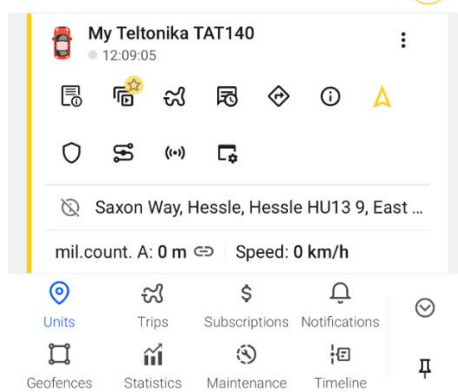 My Teltonika TAT140
12:09:05
Saxon Way, Hessle, Hessle HU13 9, East ...
mil.count. A: 0 m Speed: 0 km/h
Units Trips Subscriptions Notifications
Geofences Statistics Maintenance Timeline